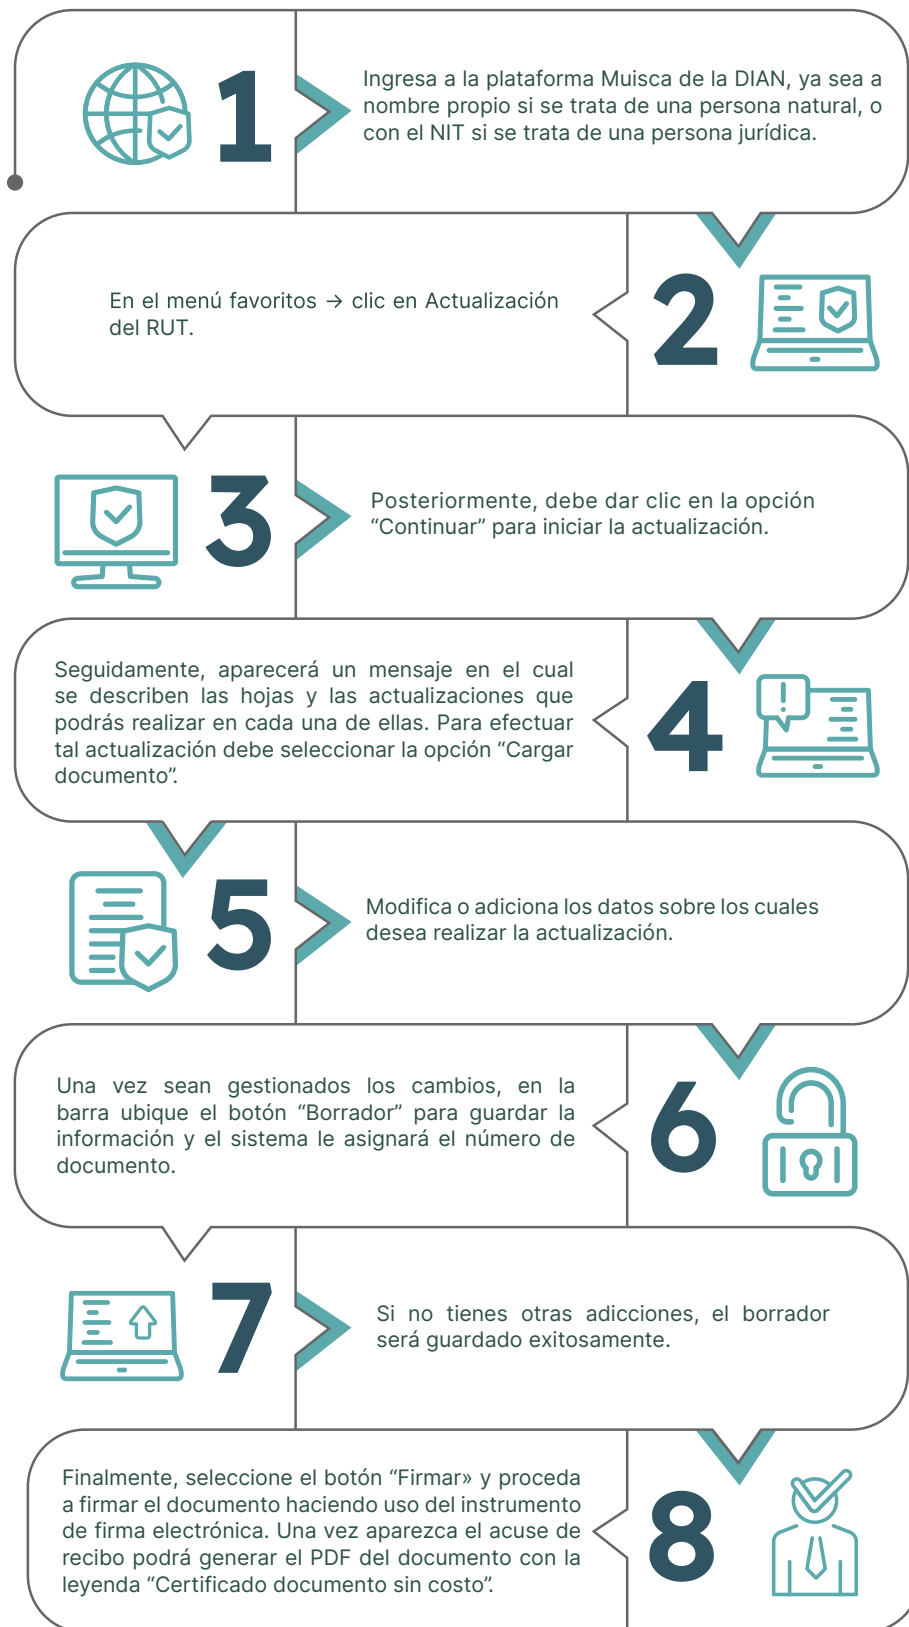 1
Ingresa a la plataforma Muisca de la DIAN, ya sea a
nombre propio si se trata de una persona natural, o
con el NIT si se trata de una persona jurídica.
En el menú favoritos → clic en Actualización
del RUT.
2
3
Posteriormente, debe dar clic en la opción
“Continuar” para iniciar la actualización.
Seguidamente, aparecerá un mensaje en el cual
se describen las hojas y las actualizaciones que
podrás realizar en cada una de ellas. Para efectuar
tal actualización debe seleccionar la opción “Cargar
documento”.
4
5
Modifica o adiciona los datos sobre los cuales
desea realizar la actualización.
Una vez sean gestionados los cambios, en la
barra ubique el botón “Borrador” para guardar la
información y el sistema le asignará el número de
documento.
6
7
Si no tienes otras adicciones, el borrador
será guardado exitosamente.
Finalmente, seleccione el botón “Firmar» y proceda
a firmar el documento haciendo uso del instrumento
de firma electrónica. Una vez aparezca el acuse de
recibo podrá generar el PDF del documento con la
leyenda “Certificado documento sin costo”.
8